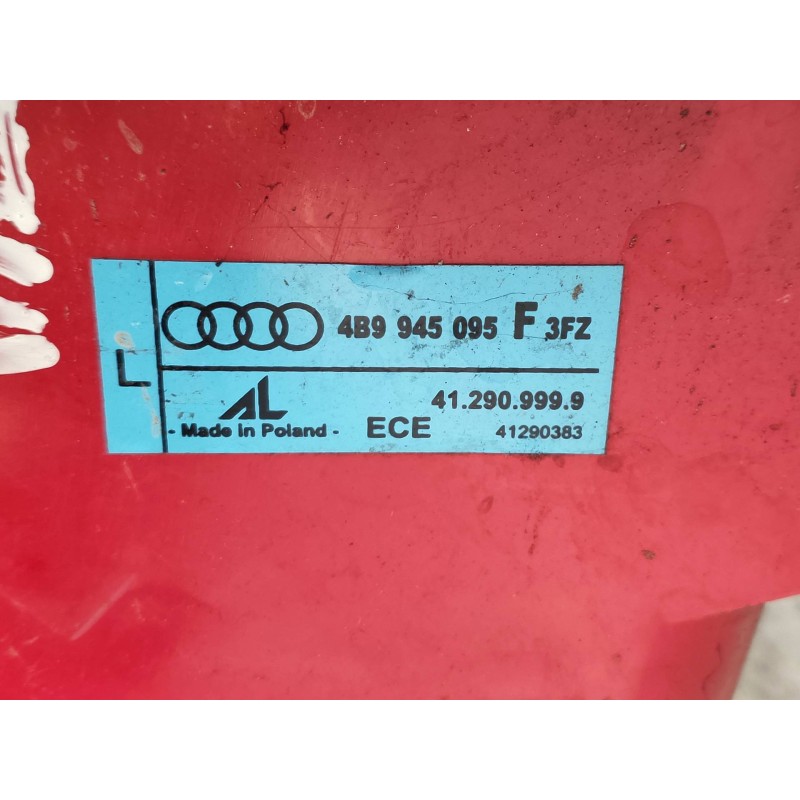 L
4B9 945 095 F 3FZ
AL
41.290.999.9
- Made in Poland - ECE 41290383